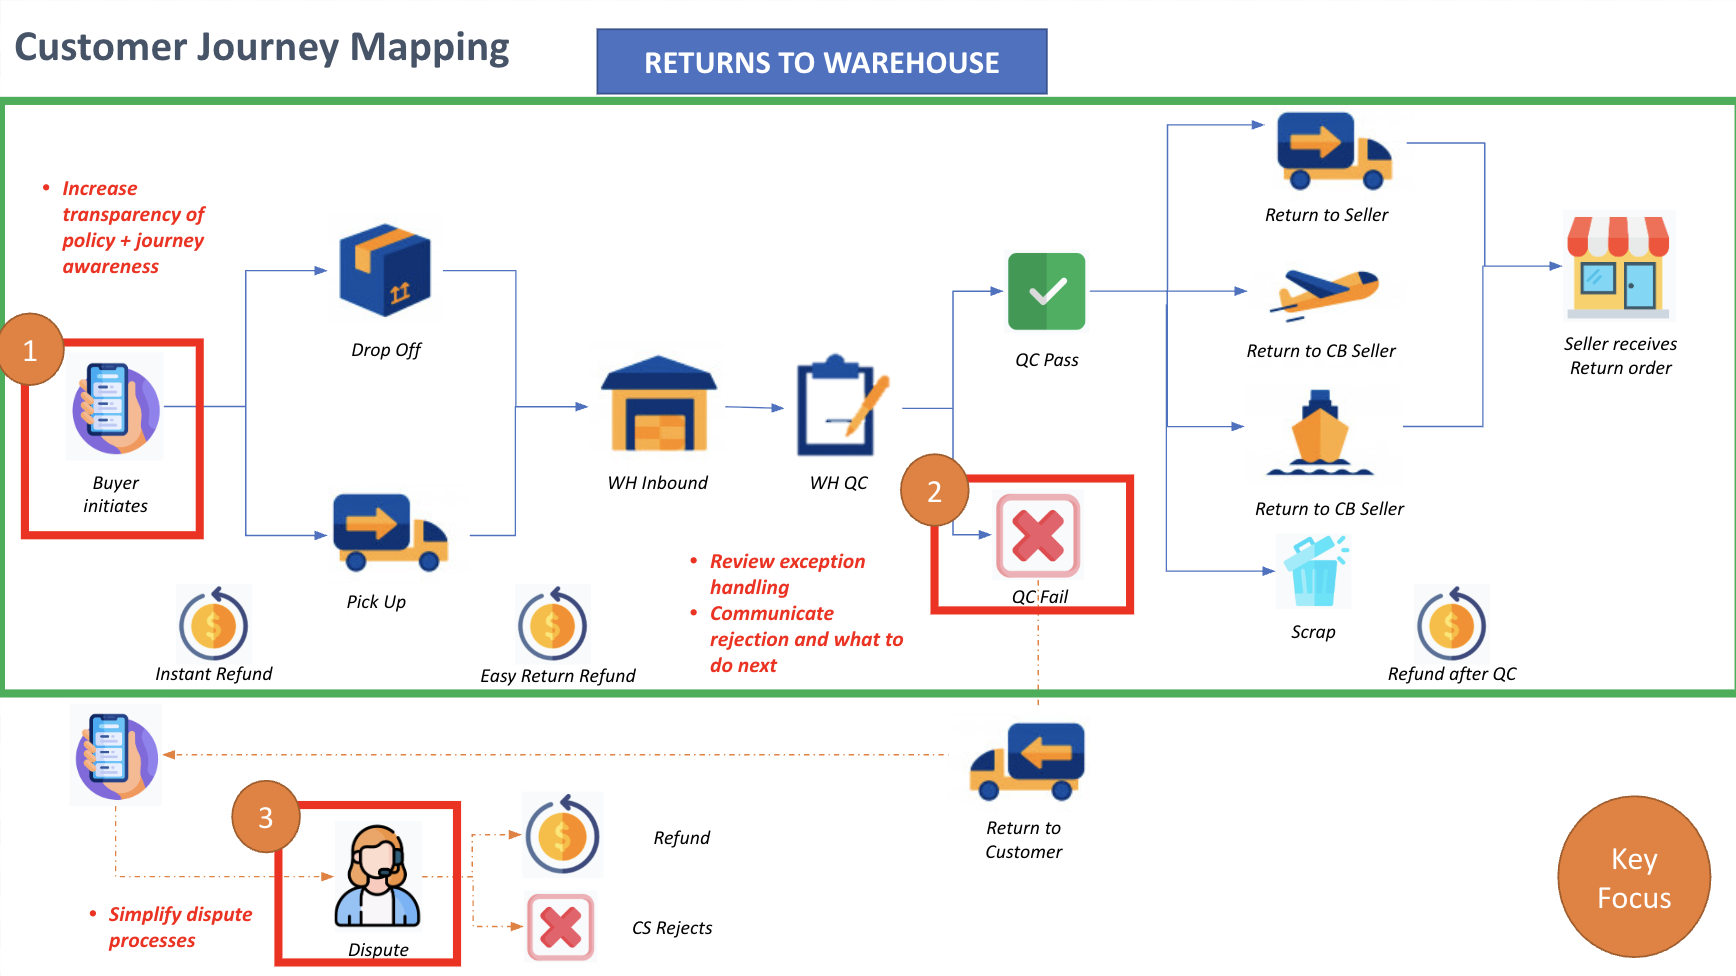 Customer Journey Mapping
RETURNS TO WAREHOUSE
• Increase
transparency of
policy + journey
awareness
1
Buyer
initiates
Drop Off
Pick Up
Instant Refund
Easy Return Refund
WH Inbound
WH QC
QC Pass
2
QC Fail
• Review exception
handling
• Communicate
rejection and what to
do next
Return to Seller
Return to CB Seller
Return to CB Seller
Scrap
Seller receives
Return order
Refund after QC
Return to
Customer
3
Dispute
• Simplify dispute
processes
Refund
CS Rejects
Key
Focus